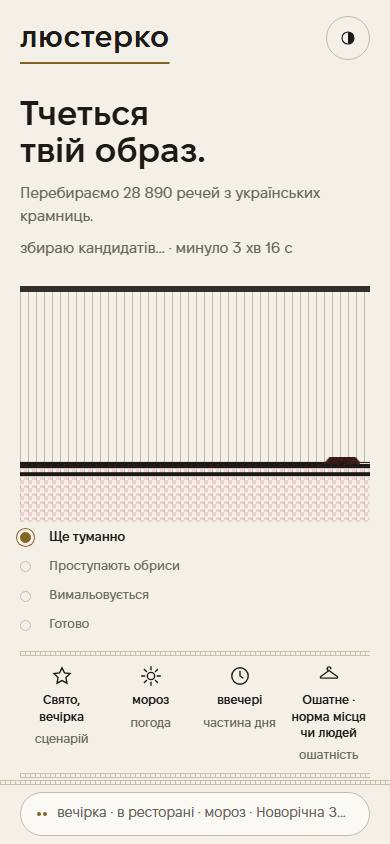 люстерко
Тчеться
твій образ.
Перебираємо 28 890 речей з українських
крамниць.
збираю кандидатів… · минуло 3 хв 16 с
Ще туманно
Проступають обриси
Вимальовується
Готово
Свято,
вечірка
сценарій
мороз
погода
ввечері
частина дня
Ошатне ·
норма місця
чи людей
ошатність
вечірка · в ресторані · мороз · Новорічна З…